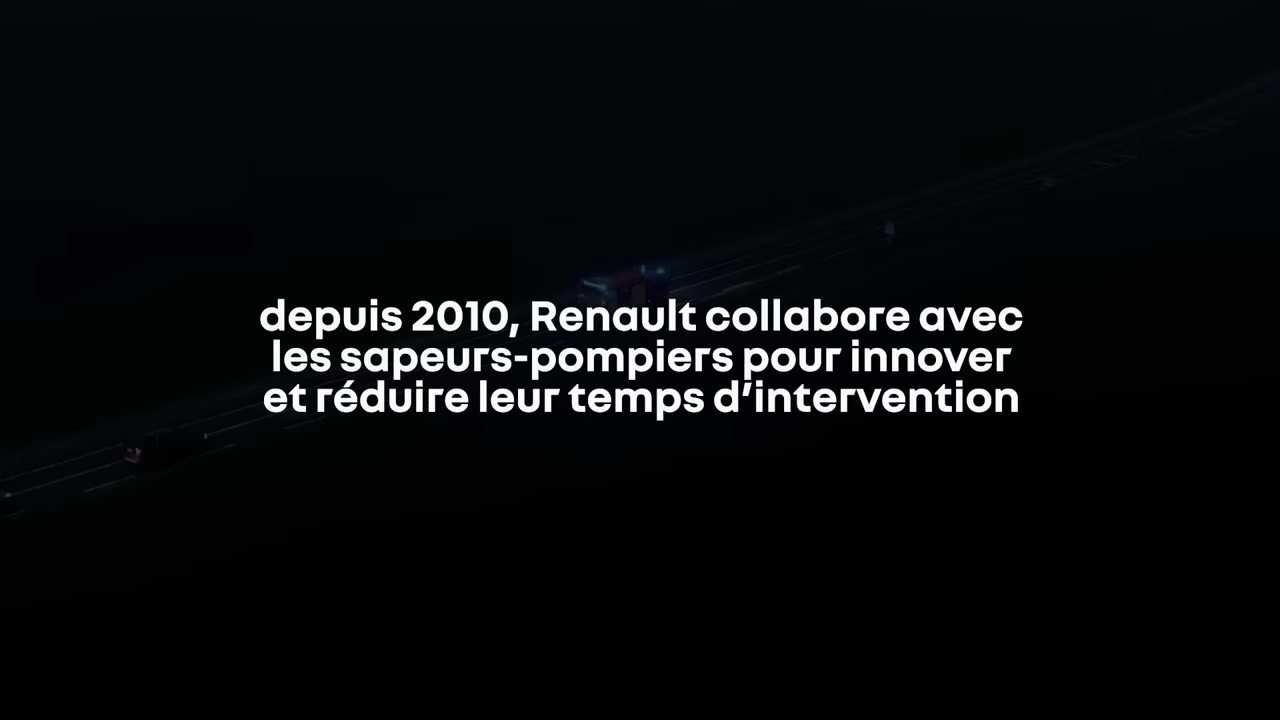 depuis 2010, Renault collabore avec
les sapeurs-pompiers pour innover
et réduire leur temps d’intervention